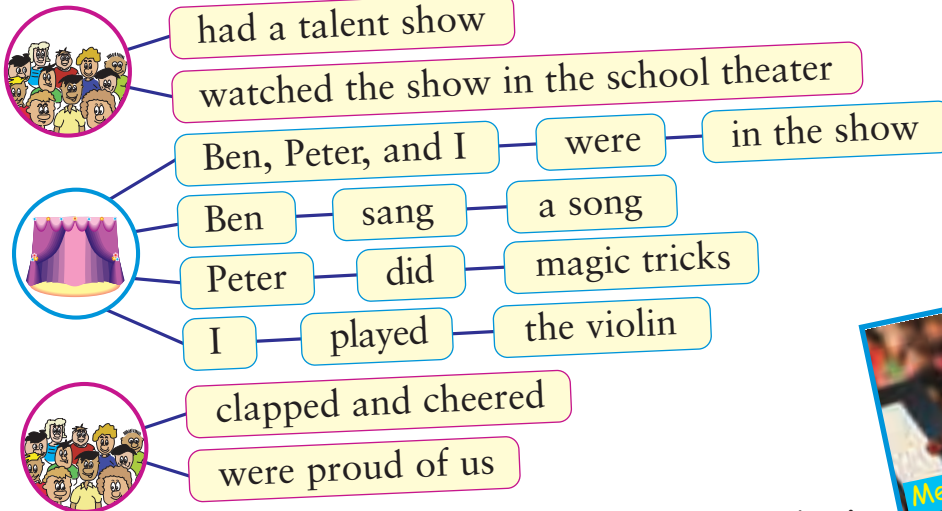 had a talent show
watched the show in the school theater
Ben, Peter, and I were in the show
Ben sang a song
Peter did magic tricks
I played the violin
clapped and cheered
were proud of us
Me